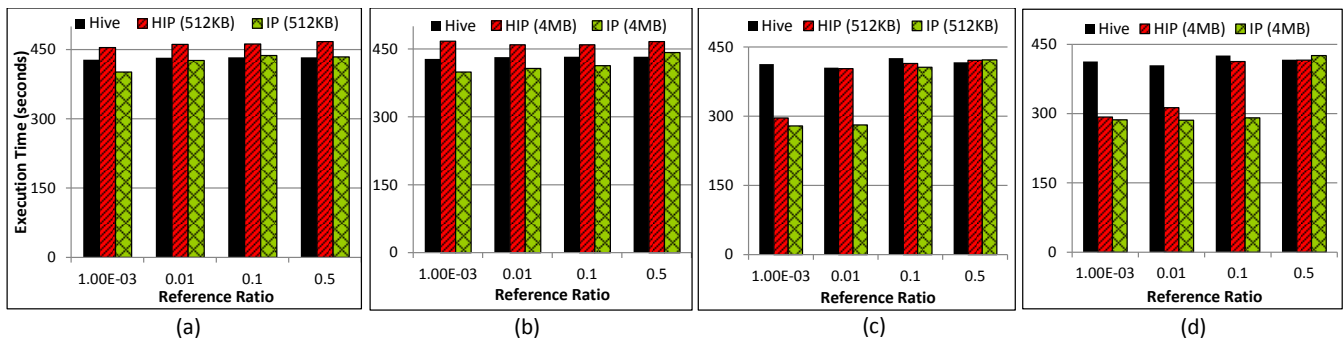 Hive HIP (512KB) IP (512KB)
Execution Time (seconds)
450
300
150
0
1.00E-03 0.01 0.1 0.5
Reference Ratio
(a)
Hive HIP (4MB) IP (4MB)
450
300
150
0
1.00E-03 0.01 0.1 0.5
Reference Ratio
(b)
Hive HIP (512KB) IP (512KB)
450
300
150
0
1.00E-03 0.01 0.1 0.5
Reference Ratio
(c)
Hive HIP (4MB) IP (4MB)
450
300
150
0
1.00E-03 0.01 0.1 0.5
Reference Ratio
(d)